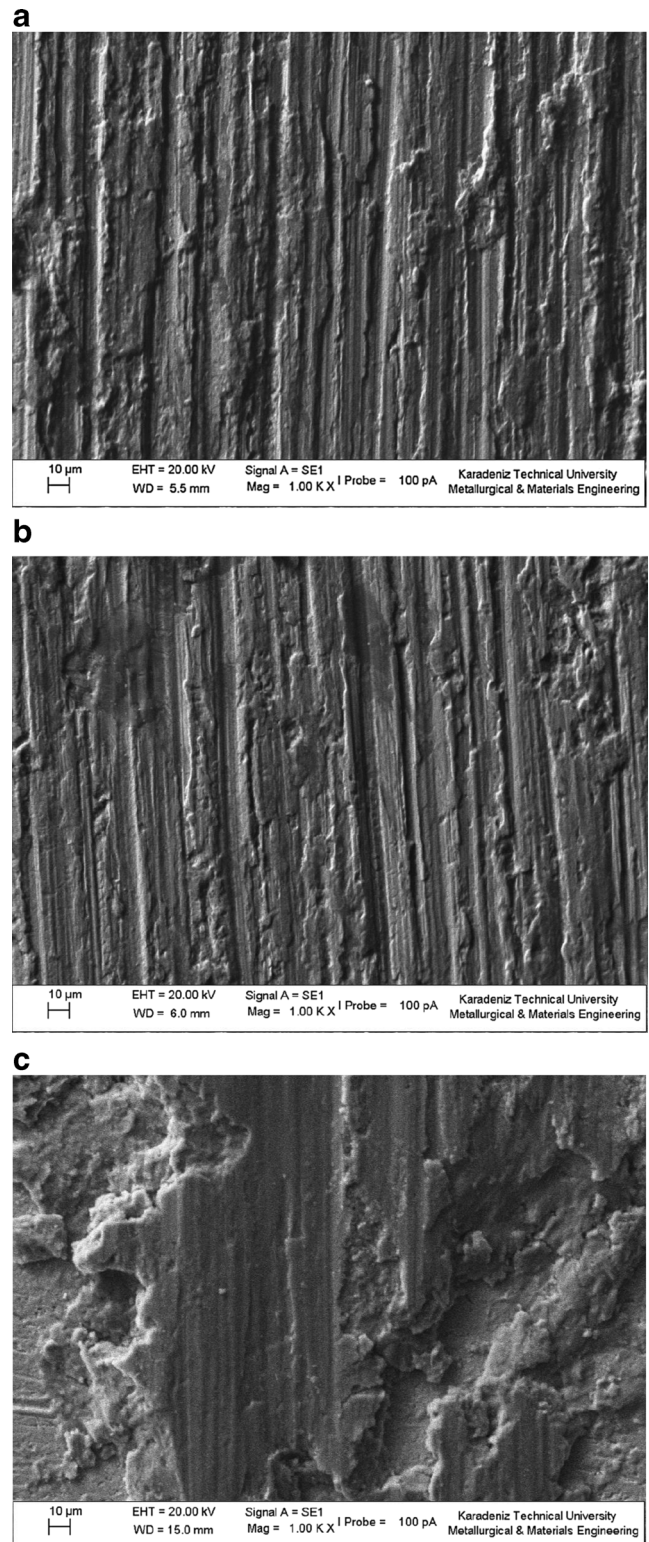 a
10 µm EHT = 20.00 kV Signal A = SE1 I Probe = 100 pA Karadeniz Technical University
WD = 5.5 mm Mag = 1.00 K X Metallurgical & Materials Engineering
b
10 µm EHT = 20.00 kV Signal A = SE1 I Probe = 100 pA Karadeniz Technical University
WD = 6.0 mm Mag = 1.00 K X Metallurgical & Materials Engineering
c
10 µm EHT = 20.00 kV Signal A = SE1 I Probe = 100 pA Karadeniz Technical University
WD = 15.0 mm Mag = 1.00 K X Metallurgical & Materials Engineering